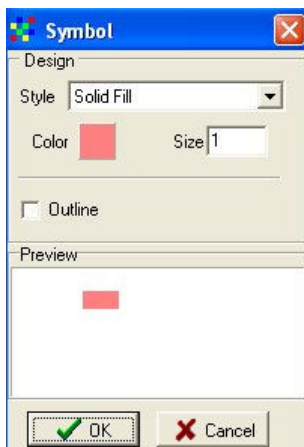 Symbol
Design
Style Solid Fill
Color Size 1
Outline
Preview
OK Cancel